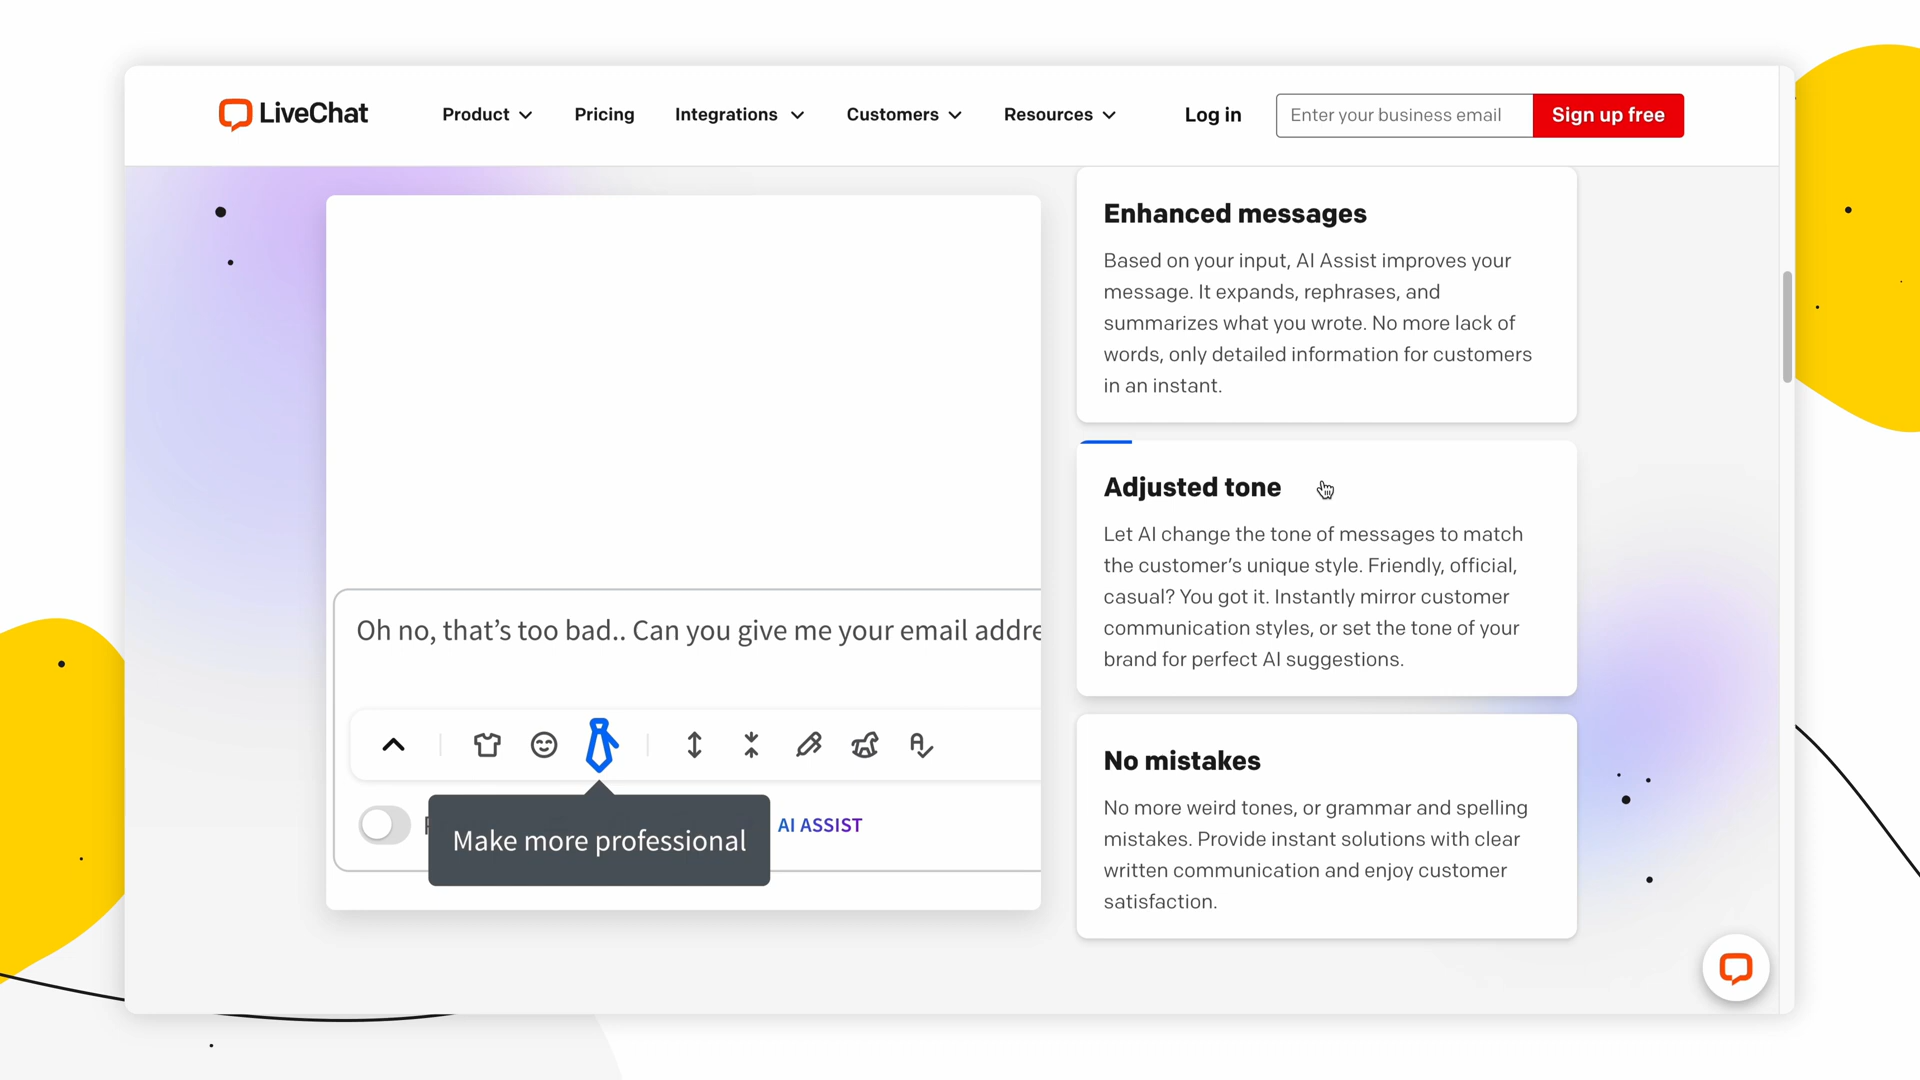 LiveChat
Product
Pricing
Integrations
Customers
Resources
Log in
Enter your business email
Sign up free
Enhanced messages
Based on your input, AI Assist improves your
message. It expands, rephrases, and
summarizes what you wrote. No more lack of
words, only detailed information for customers
in an instant.
Adjusted tone
Let AI change the tone of messages to match
the customer’s unique style. Friendly, official,
casual? You got it. Instantly mirror customer
communication styles, or set the tone of your
brand for perfect AI suggestions.
No mistakes
No more weird tones, or grammar and spelling
mistakes. Provide instant solutions with clear
written communication and enjoy customer
satisfaction.
Oh no, that’s too bad.. Can you give me your email addre
Make more professional
AI ASSIST